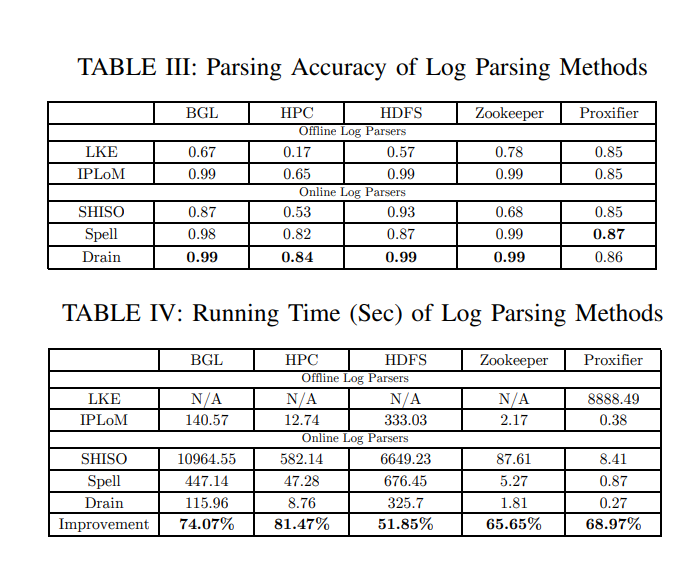 TABLE III: Parsing Accuracy of Log Parsing Methods
BGL HPC HDFS Zookeeper Proxifier
Offline Log Parsers
LKE 0.67 0.17 0.57 0.78 0.85
IPLoM 0.99 0.65 0.99 0.99 0.85
Online Log Parsers
SHISO 0.87 0.53 0.93 0.68 0.85
Spell 0.98 0.82 0.87 0.99 0.87
Drain 0.99 0.84 0.99 0.99 0.86
TABLE IV: Running Time (Sec) of Log Parsing Methods
BGL HPC HDFS Zookeeper Proxifier
Offline Log Parsers
LKE N/A N/A N/A N/A 8888.49
IPLoM 140.57 12.74 333.03 2.17 0.38
Online Log Parsers
SHISO 10964.55 582.14 6649.23 87.61 8.41
Spell 447.14 47.28 676.45 5.27 0.87
Drain 115.96 8.76 325.7 1.81 0.27
Improvement 74.07% 81.47% 51.85% 65.65% 68.97%